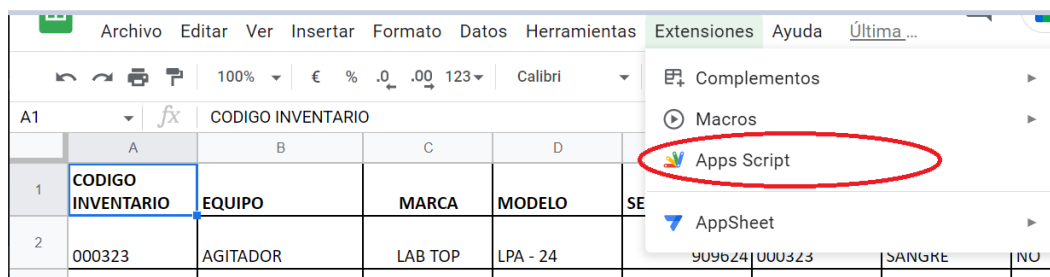 Archivo Editar Ver Insertar Formato Datos Herramientas Extensiones Ayuda Última ...
100% € % .0 .00 123 Calibri
Complementos
A1 fx CODIGO INVENTARIO
Macros
A B C D
Apps Script
1 CODIGO
INVENTARIO EQUIPO MARCA MODELO SE
AppSheet
2 000323 AGITADOR LAB TOP LPA - 24 909624 000323 SANGRE NO